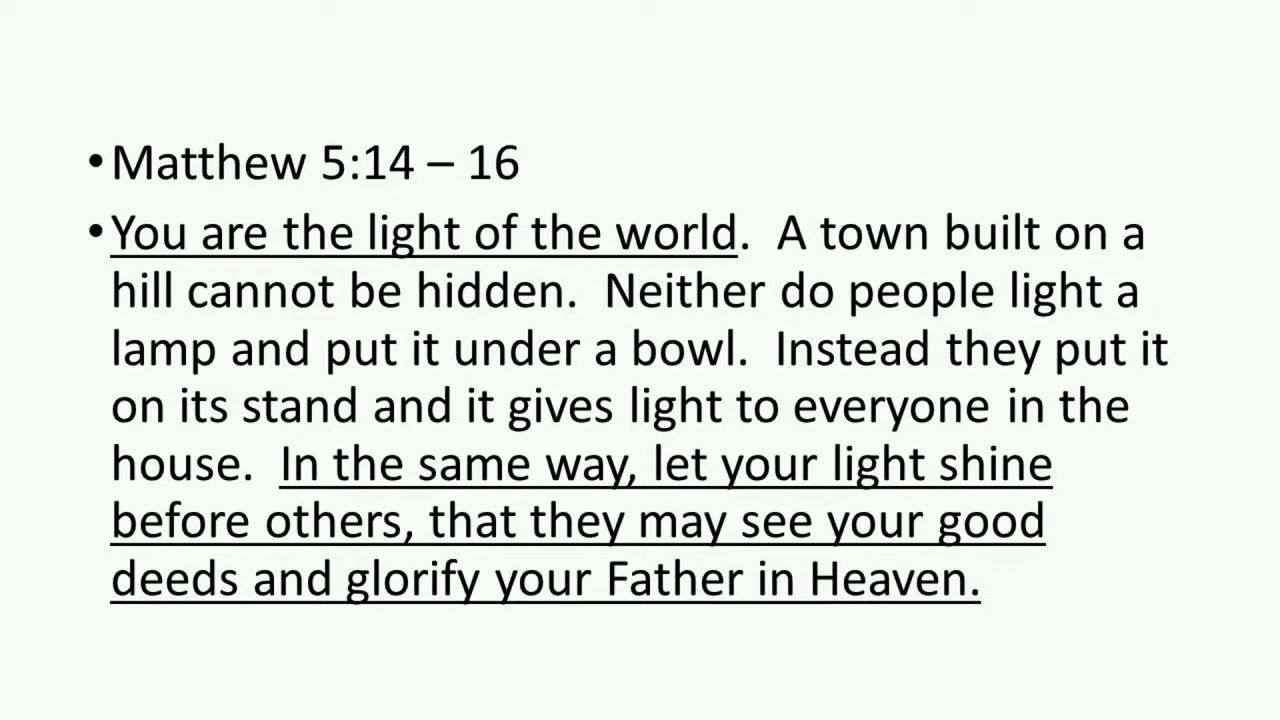 •Matthew 5:14 – 16
•You are the light of the world.  A town built on a
hill cannot be hidden.  Neither do people light a
lamp and put it under a bowl.  Instead they put it
on its stand and it gives light to everyone in the
house.  In the same way, let your light shine
before others, that they may see your good
deeds and glorify your Father in Heaven.